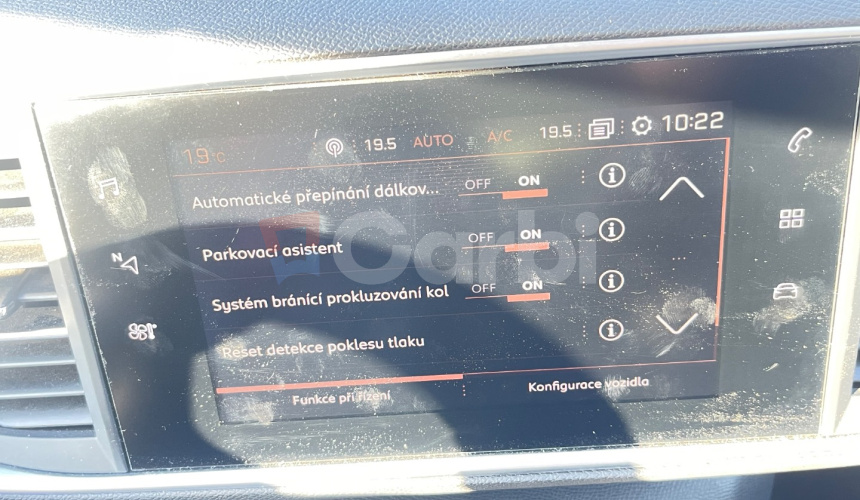 19°C 19.5 AUTO A/C 19.5 10:22
Automatické přepínání dálkov... OFF ON
Parkovací asistent OFF ON
Carbi
Systém bránící prokluzování kol OFF ON
Reset detekce poklesu tlaku
Funkce při řízení Konfigurace vozidla
N